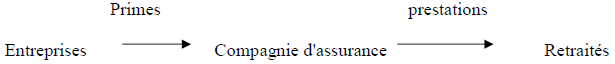 Primes prestations
Entreprises Compagnie d'assurance Retraités